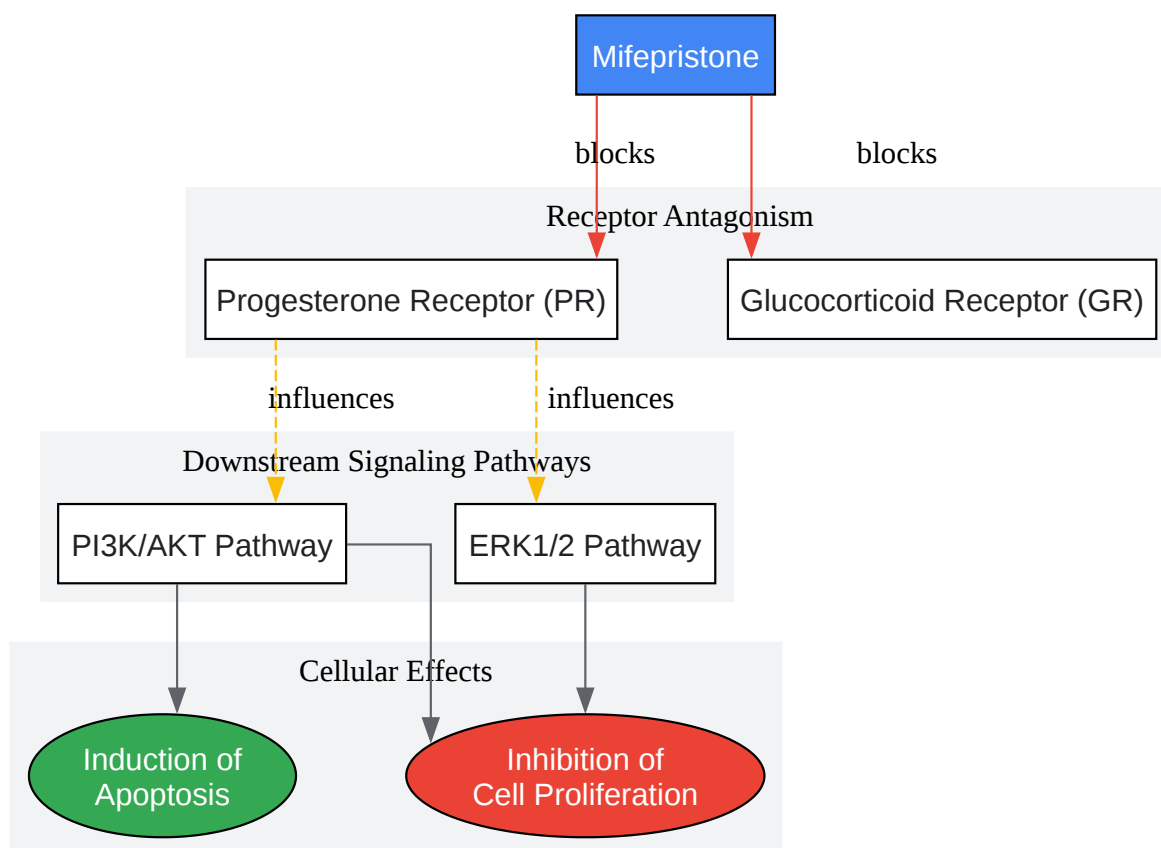 Mifepristone
blocks
blocks
Receptor Antagonism
Progesterone Receptor (PR)
Glucocorticoid Receptor (GR)
influences
influences
Downstream Signaling Pathways
PI3K/AKT Pathway
ERK1/2 Pathway
Cellular Effects
Induction of
Apoptosis
Inhibition of
Cell Proliferation